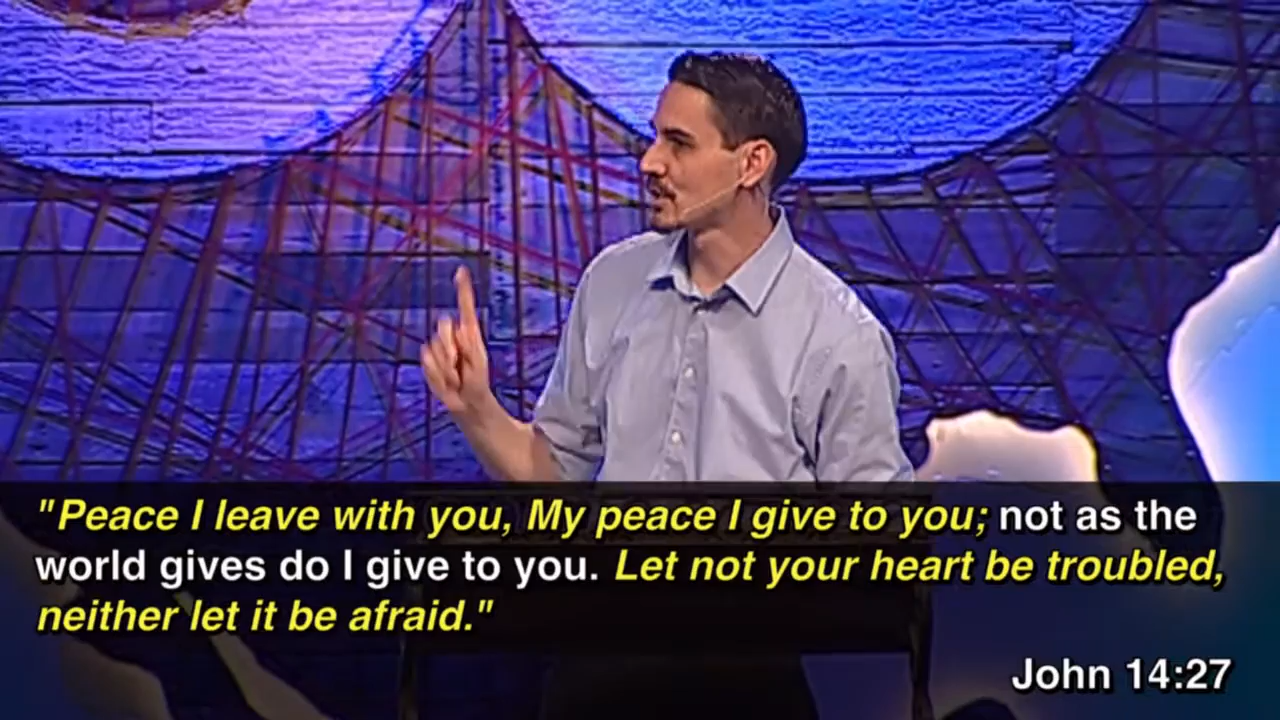 "Peace I leave with you, My peace I give to you; not as the
world gives do I give to you. Let not your heart be troubled,
neither let it be afraid."
John 14:27